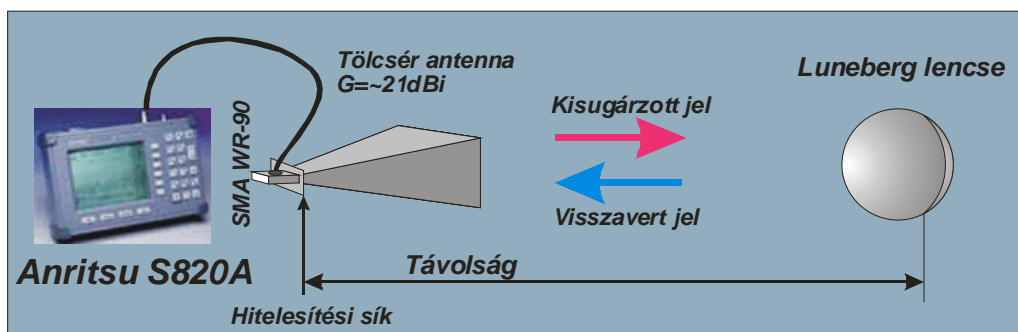 Tölcsér antenna
G=~21dBi
Luneberg lencse
Kisugárzott jel
SMA WR-90
Visszavert jel
Anritsu S820A
Távolság
Hitelesítési sík